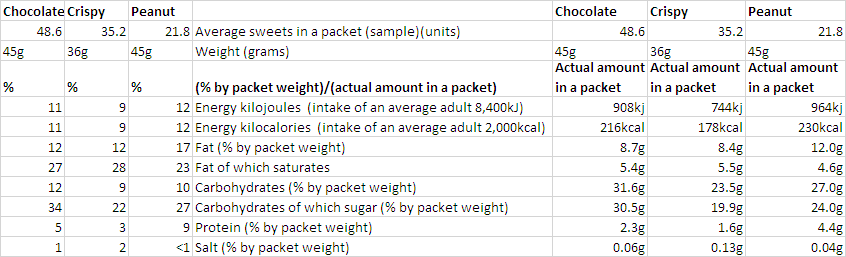 Chocolate Crispy Peanut Chocolate Crispy Peanut
48.6 35.2 21.8 Average sweets in a packet (sample)(units) 48.6 35.2 21.8
45g 36g 45g Weight (grams) 45g 36g 45g
% % % (% by packet weight)/(actual amount in a packet) Actual amount in a packet Actual amount in a packet Actual amount in a packet
11 9 12 Energy kilojoules (intake of an average adult 8,400kJ) 908kj 744kj 964kj
11 9 12 Energy kilocalories (intake of an average adult 2,000kcal) 216kcal 178kcal 230kcal
12 12 17 Fat (% by packet weight) 8.7g 8.4g 12.0g
27 28 23 Fat of which saturates 5.4g 5.5g 4.6g
12 9 10 Carbohydrates (% by packet weight) 31.6g 23.5g 27.0g
34 22 27 Carbohydrates of which sugar (% by packet weight) 30.5g 19.9g 24.0g
5 3 9 Protein (% by packet weight) 2.3g 1.6g 4.4g
1 2 <1 Salt (% by packet weight) 0.06g 0.13g 0.04g